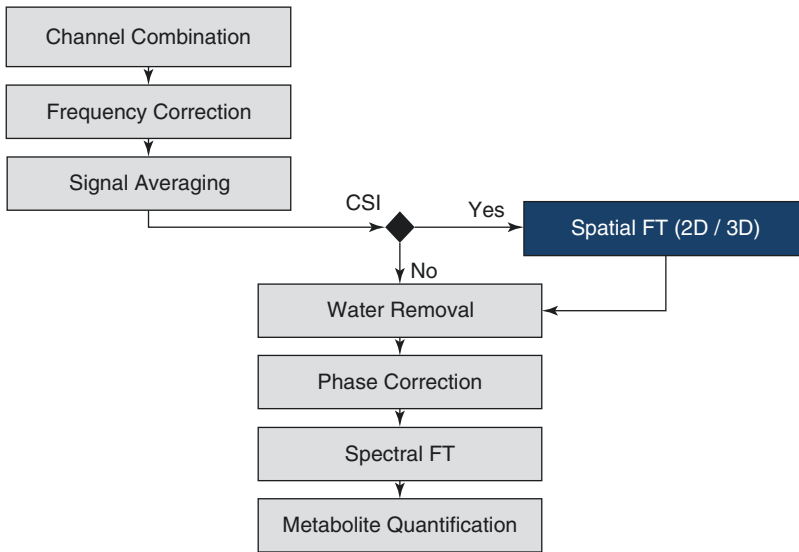 Channel Combination
Frequency Correction
Signal Averaging
CSI
Yes
Spatial FT (2D / 3D)
No
Water Removal
Phase Correction
Spectral FT
Metabolite Quantification